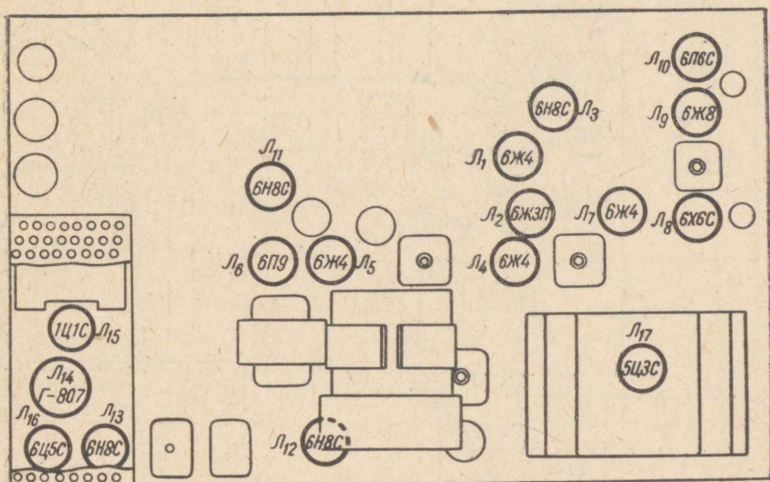 Л10 6П6С
6Н8С Л3
Л9 6Ж8
Л11
6Н8С
Л1 6Ж4
Л2 6Ж3П
Л7 6Ж4
Л8 6Х6С
Л6 6П9
6Ж4 Л5
Л4 6Ж4
1Ц1С Л15
Л17
5Ц3С
Л14
Г-807
Л16
6Ц5С
Л13
6Н8С
Л12 6Н8С